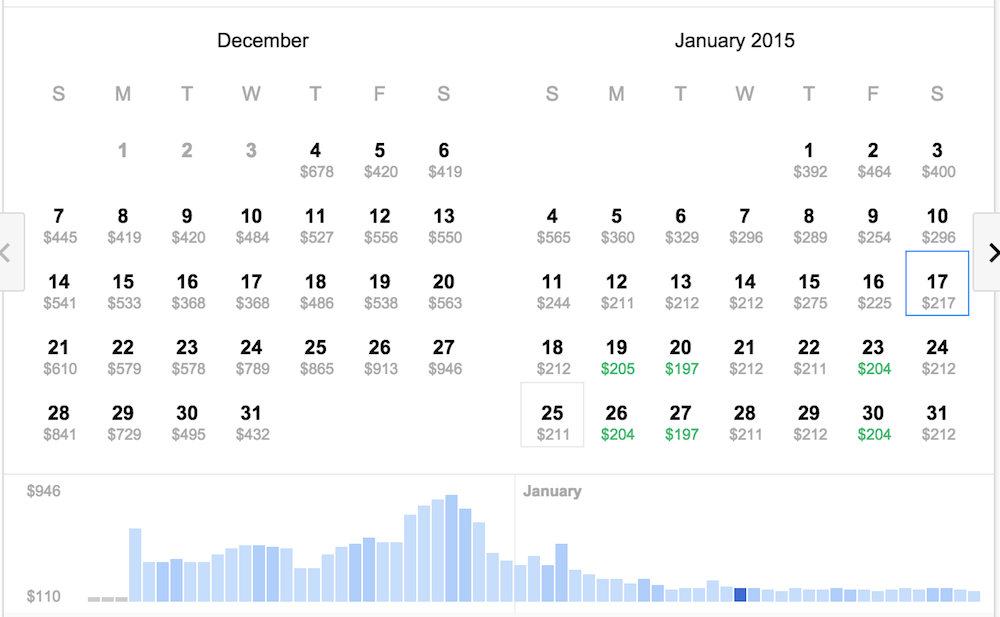 December January 2015
S M T W T F S S M T W T F S
1 2 3 4 5 6 1 2 3
$678 $420 $419 $392 $464 $400
7 8 9 10 11 12 13 4 5 6 7 8 9 10
$445 $419 $420 $484 $527 $556 $550 $565 $360 $329 $296 $289 $254 $296
14 15 16 17 18 19 20 11 12 13 14 15 16 17
$541 $533 $368 $368 $486 $538 $563 $244 $211 $212 $212 $275 $225 $217
21 22 23 24 25 26 27 18 19 20 21 22 23 24
$610 $579 $578 $789 $865 $913 $946 $212 $205 $197 $212 $211 $204 $212
28 29 30 31 25 26 27 28 29 30 31
$841 $729 $495 $432 $211 $204 $197 $211 $212 $204 $212
$946 January
$110